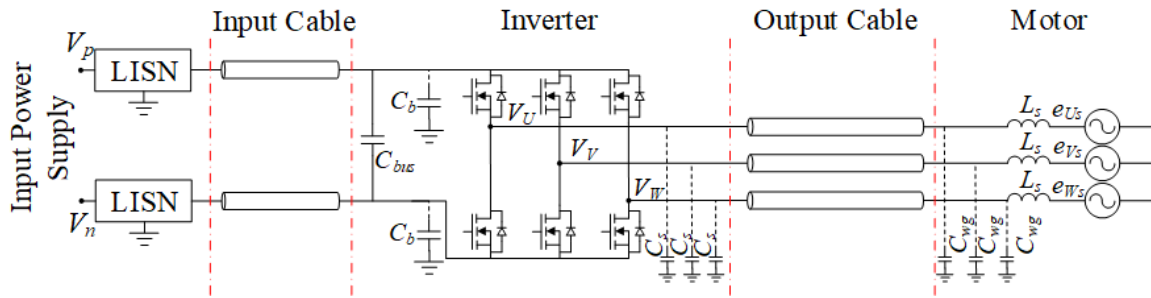 Input Cable
Inverter
Output Cable
Motor
Input Power
Supply
V_p
LISN
V_n
LISN
C_bus
C_b
C_b
V_U
V_V
V_W
C_s
C_s
C_s
L_s e_Us
L_s e_Vs
L_s e_Ws
C_wg
C_wg
C_wg